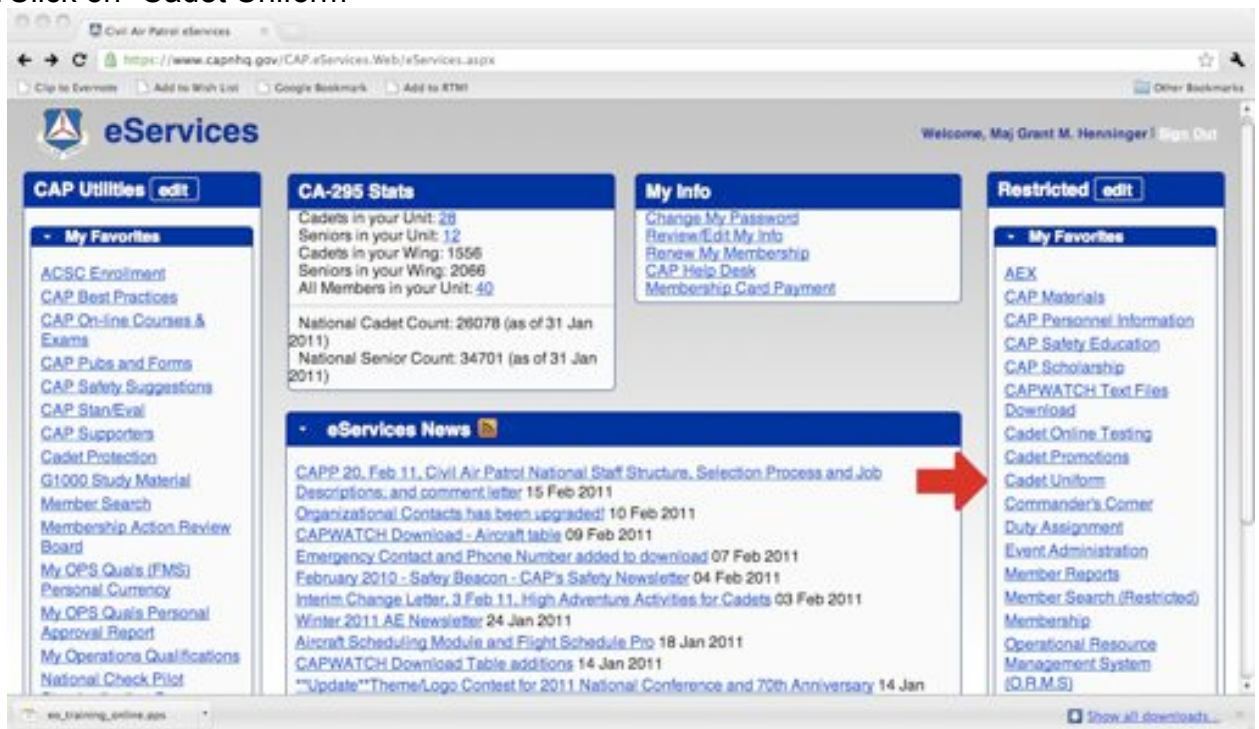 Click on "Cadet Uniform"
Civil Air Patrol eServices
https://www.capnhq.gov/CAP.eServices.Web/eServices.aspx
Clip to Evernote Add to Wish List Google Bookmark Add to RTM! Other Bookmarks
eServices
Welcome, Maj Grant M. Henninger! Sign Out
CAP Utilities edit
My Favorites
ACSC Enrollment
CAP Best Practices
CAP On-line Courses &
Exams
CAP Pubs and Forms
CAP Safety Suggestions
CAP Stan/Eval
CAP Supporters
Cadet Protection
G1000 Study Material
Member Search
Membership Action Review
Board
My OPS Quals (FMS)
Personal Currency
My OPS Quals Personal
Approval Report
My Operations Qualifications
National Check Pilot
CA-295 Stats
Cadets in your Unit: 28
Seniors in your Unit: 12
Cadets in your Wing: 1556
Seniors in your Wing: 2066
All Members in your Unit: 40
National Cadet Count: 26078 (as of 31 Jan
2011)
National Senior Count: 34701 (as of 31 Jan
2011)
My Info
Change My Password
Review/Edit My Info
Renew My Membership
CAP Help Desk
Membership Card Payment
eServices News
CAPP 20, Feb 11, Civil Air Patrol National Staff Structure, Selection Process and Job
Descriptions, and comment letter 15 Feb 2011
Organizational Contacts has been upgraded! 10 Feb 2011
CAPWATCH Download - Aircraft table 09 Feb 2011
Emergency Contact and Phone Number added to download 07 Feb 2011
February 2010 - Safey Beacon - CAP's Safety Newsletter 04 Feb 2011
Interim Change Letter, 3 Feb 11, High Adventure Activities for Cadets 03 Feb 2011
Winter 2011 AE Newsletter 24 Jan 2011
Aircraft Scheduling Module and Flight Schedule Pro 18 Jan 2011
CAPWATCH Download Table additions 14 Jan 2011
**Update**Theme/Logo Contest for 2011 National Conference and 70th Anniversary 14 Jan
Restricted edit
My Favorites
AEX
CAP Materials
CAP Personnel Information
CAP Safety Education
CAP Scholarship
CAPWATCH Text Files
Download
Cadet Online Testing
Cadet Promotions
Cadet Uniform
Commander's Corner
Duty Assignment
Event Administration
Member Reports
Member Search (Restricted)
Membership
Operational Resource
Management System
(O.R.M.S)
eo_training_online.pps
Show all downloads...